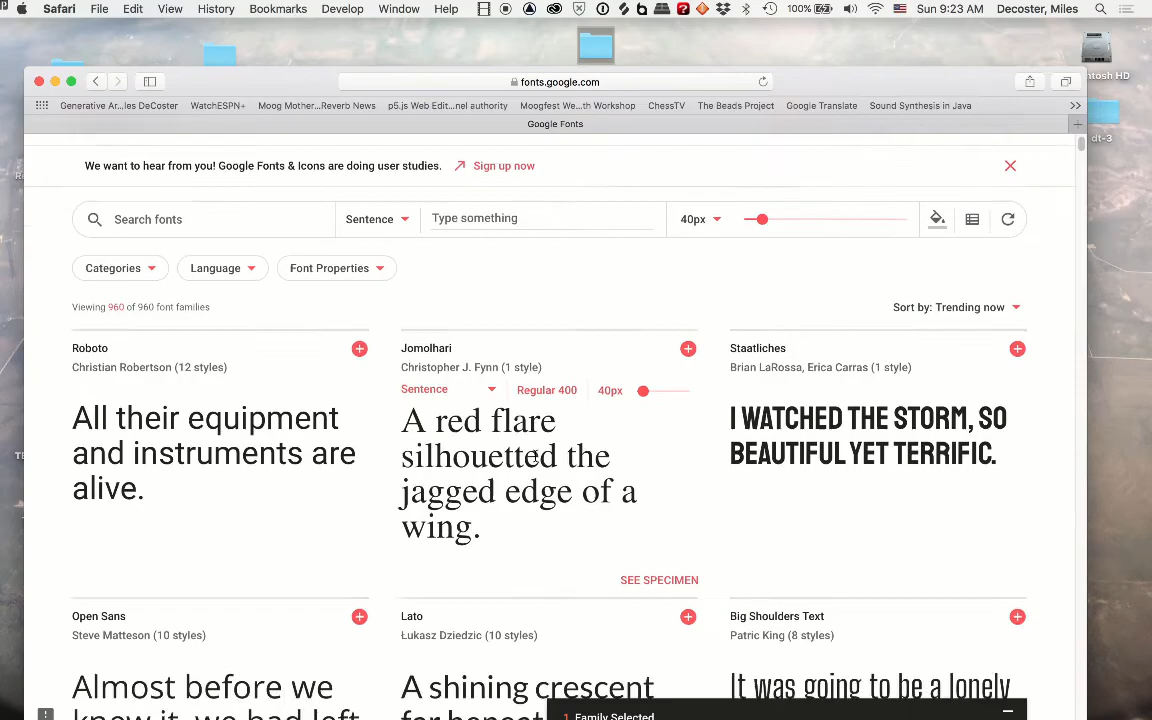 Safari File Edit View History Bookmarks Develop Window Help 100% Sun 9:23 AM Decoster, Miles
fonts.google.com
Generative Ar...les DeCoster WatchESPN+ Moog Mother...Reverb News p5.js Web Edit...nel authority Moogfest We...th Workshop ChessTV The Beads Project Google Translate Sound Synthesis in Java
Google Fonts
We want to hear from you! Google Fonts & Icons are doing user studies. Sign up now
Search fonts Sentence Type something 40px
Categories Language Font Properties
Viewing 960 of 960 font families Sort by: Trending now
Roboto
Christian Robertson (12 styles)
All their equipment
and instruments are
alive.
Jomolhari
Christopher J. Fynn (1 style)
Sentence Regular 400 40px
A red flare
silhouetted the
jagged edge of a
wing.
SEE SPECIMEN
Staatliches
Brian LaRossa, Erica Carras (1 style)
I WATCHED THE STORM, SO
BEAUTIFUL YET TERRIFIC.
Open Sans
Steve Matteson (10 styles)
Almost before we
knew it, we had left
Lato
Łukasz Dziedzic (10 styles)
A shining crescent
Big Shoulders Text
Patric King (8 styles)
It was going to be a lonely
1 Family Selected
dt-3